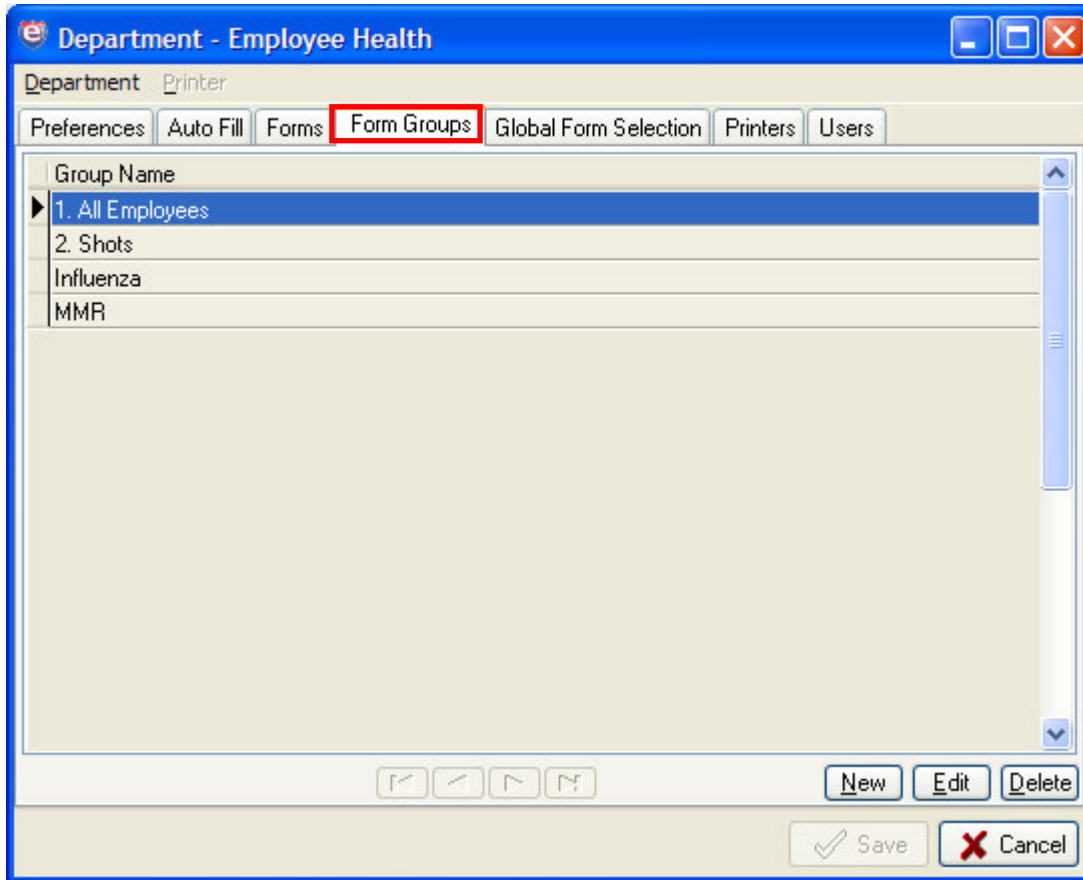 e Department - Employee Health
Department Printer
Preferences Auto Fill Forms Form Groups Global Form Selection Printers Users
Group Name
1. All Employees
2. Shots
Influenza
MMR
New Edit Delete
Save Cancel